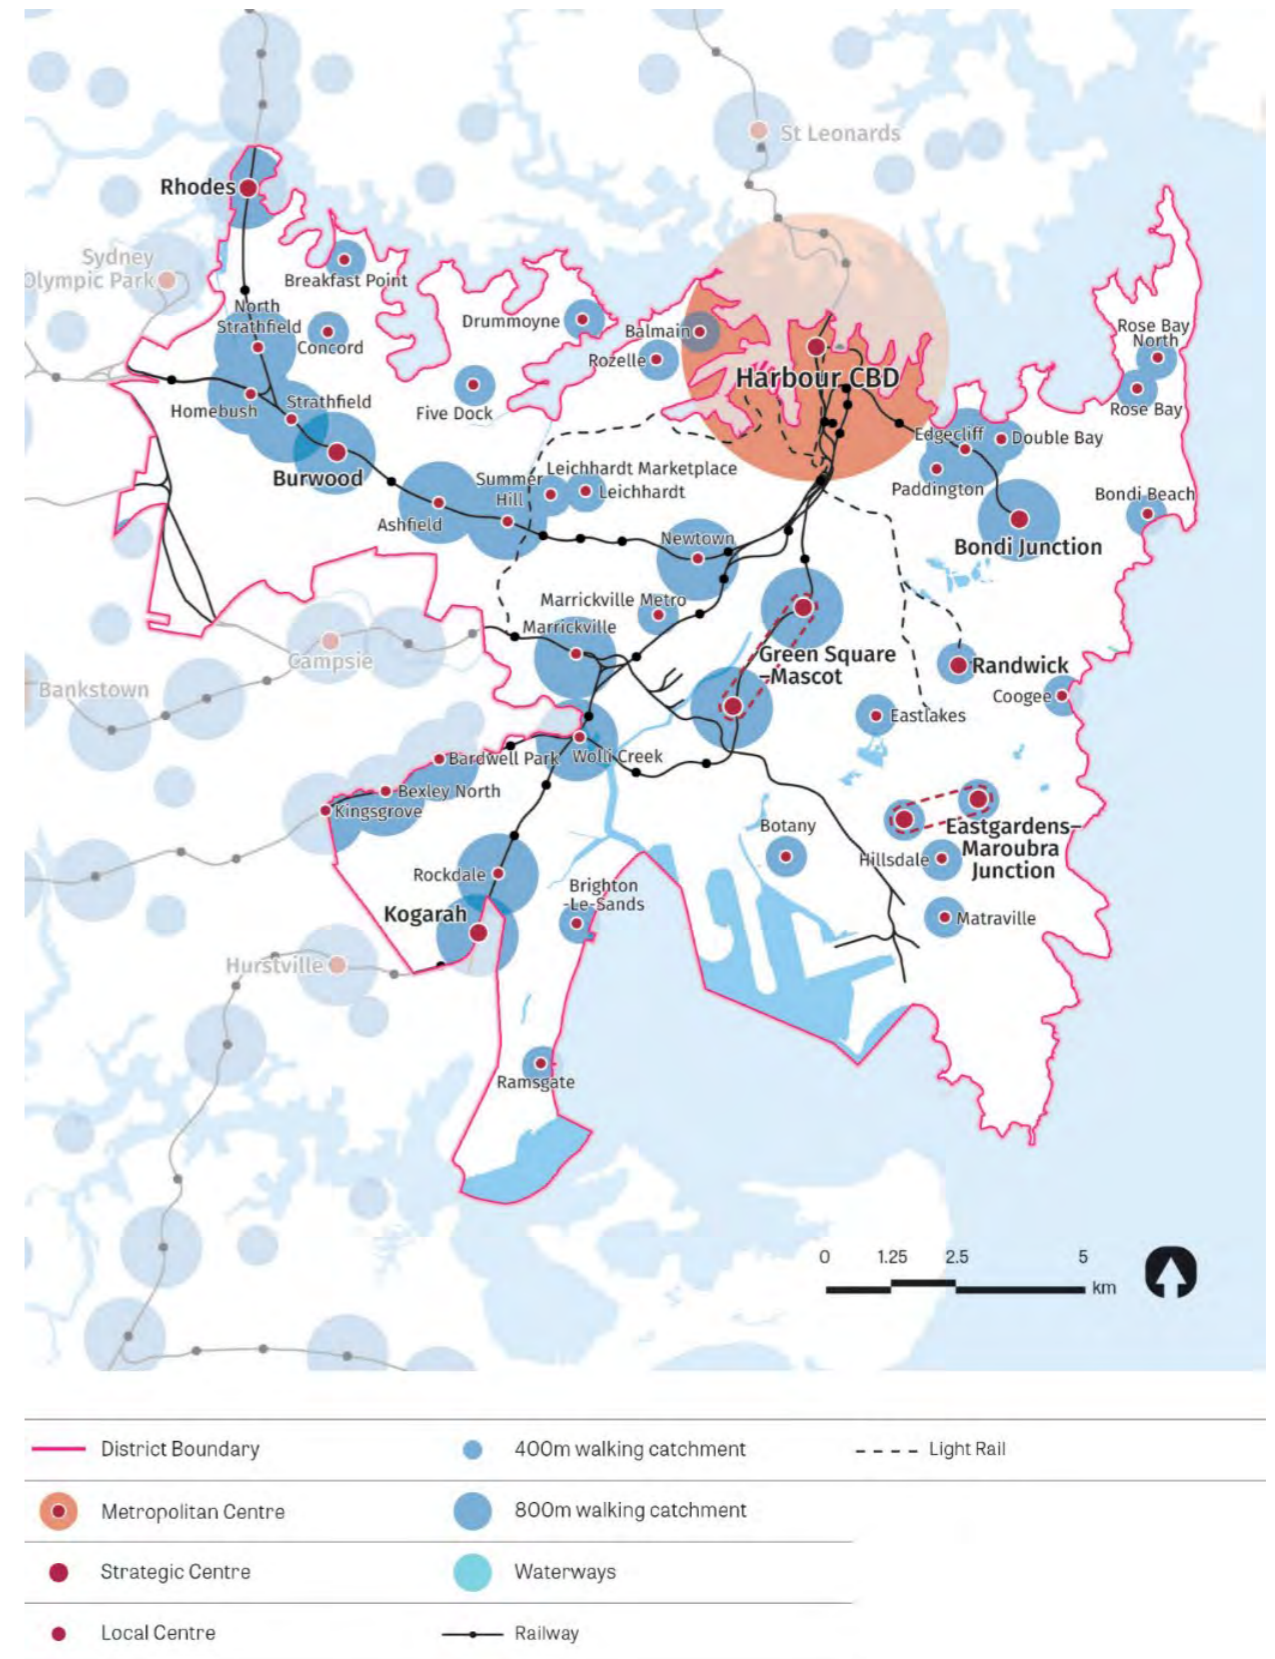 St Leonards
Rhodes
Sydney
Olympic Park
Breakfast Point
North
Strathfield
Concord
Drummoyne
Balmain
Rozelle
Rose Bay
North
Harbour CBD
Homebush
Strathfield
Five Dock
Rose Bay
Edgecliff
Double Bay
Burwood
Summer
Hill
Leichhardt Marketplace
Leichhardt
Paddington
Bondi Beach
Ashfield
Newtown
Bondi Junction
Marrickville Metro
Marrickville
Campsie
Green Square
–Mascot
Randwick
Bankstown
Coogee
Eastlakes
Bardwell Park
Wolli Creek
Bexley North
Kingsgrove
Botany
Eastgardens–
Maroubra
Junction
Hillsdale
Rockdale
Brighton
-Le-Sands
Kogarah
Matraville
Hurstville
Ramsgate
0 1.25 2.5 5
km
District Boundary
400m walking catchment
Light Rail
Metropolitan Centre
800m walking catchment
Strategic Centre
Waterways
Local Centre
Railway